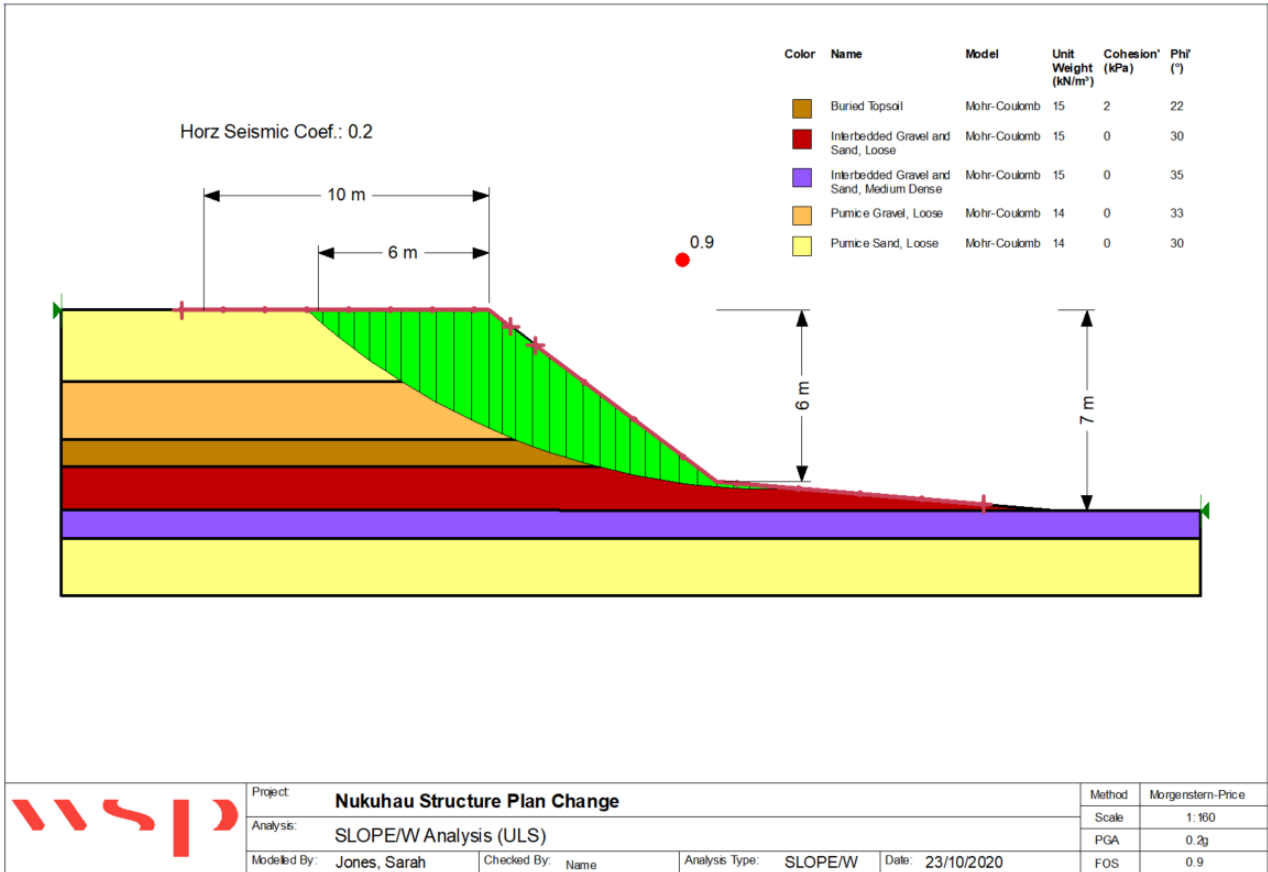 Color Name Model Unit Weight (kN/m³) Cohesion' (kPa) Phi' (°)
Buried Topsoil Mohr-Coulomb 15 2 22
Interbedded Gravel and Sand, Loose Mohr-Coulomb 15 0 30
Interbedded Gravel and Sand, Medium Dense Mohr-Coulomb 15 0 35
Pumice Gravel, Loose Mohr-Coulomb 14 0 33
Pumice Sand, Loose Mohr-Coulomb 14 0 30
Horz Seismic Coef.: 0.2
10 m
6 m
0.9
6 m
7 m
wsp
Project: Nukuhau Structure Plan Change
Analysis: SLOPE/W Analysis (ULS)
Modelled By: Jones, Sarah Checked By: Name Analysis Type: SLOPE/W Date: 23/10/2020
Method Morgenstern-Price
Scale 1:160
PGA 0.2g
FOS 0.9